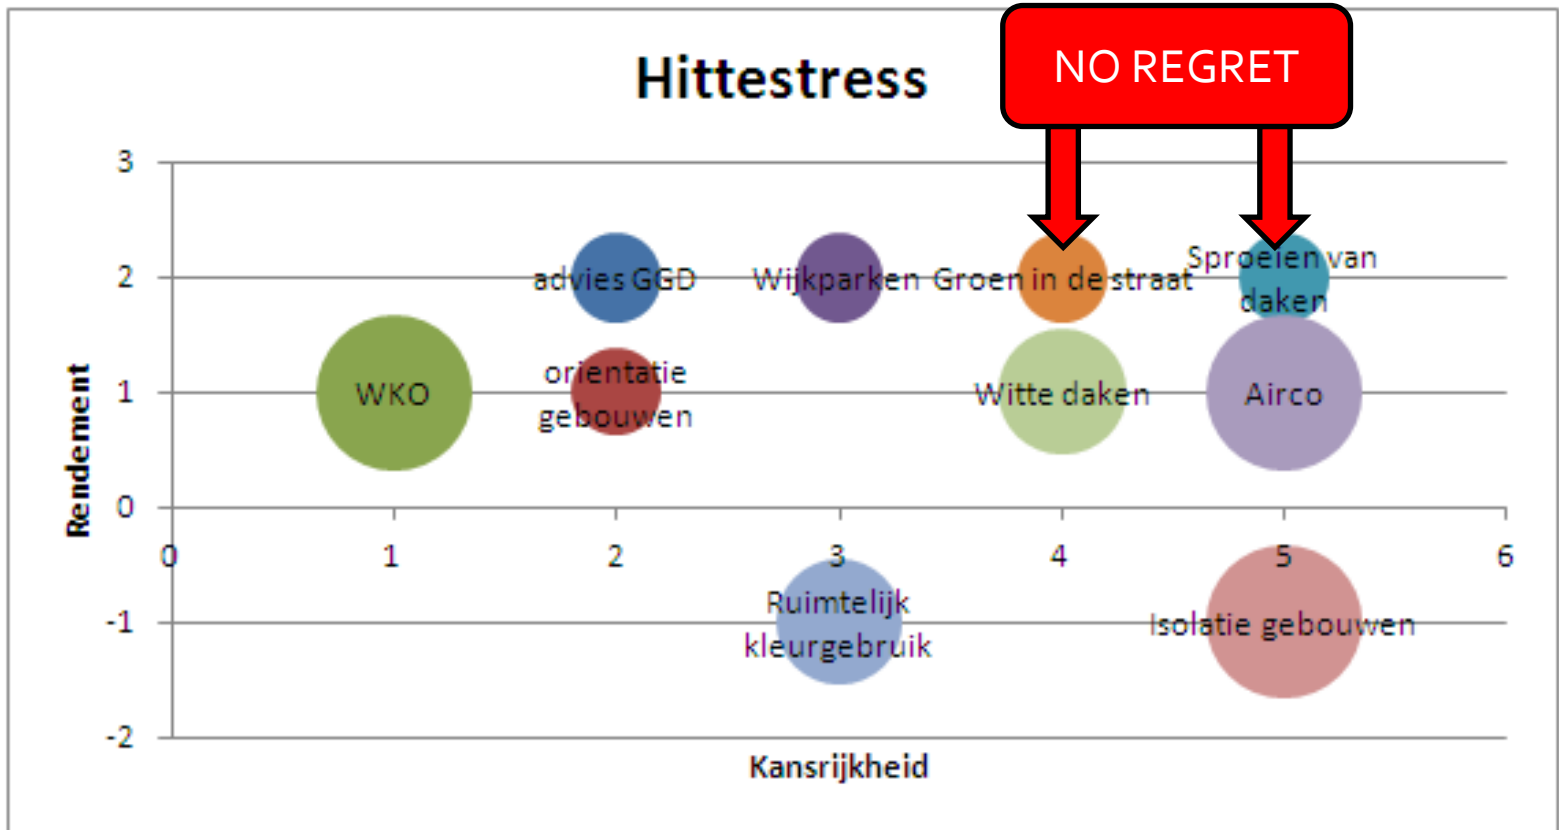 Hittestress
NO REGRET
3
2
1
0
-1
-2
Rendement
advies GGD
Wijkparken
Groen in de straat
Sproeien van
daken
WKO
orientatie
gebouwen
Witte daken
Airco
0
1
2
3
4
5
6
Ruimtelijk
kleurgebruik
Isolatie gebouwen
Kansrijkheid